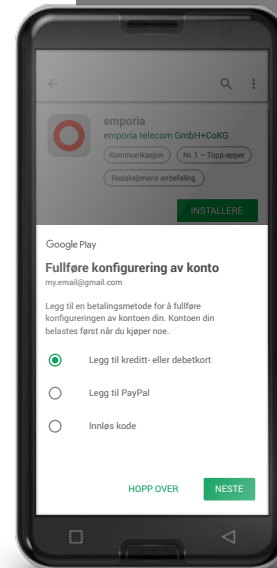 emporia
emporia telecom GmbH+CoKG
Kommunikasjon
Nr. 1 – Topp-apper
Redaksjonens anbefaling
INSTALLERE
Google Play
Fullføre konfigurering av konto
my.email@gmail.com
Legg til en betalingsmetode for å fullføre
konfigureringen av kontoen din. Kontoen din
belastes først når du kjøper noe.
Legg til kreditt- eller debetkort
Legg til PayPal
Innløs kode
HOPP OVER
NESTE